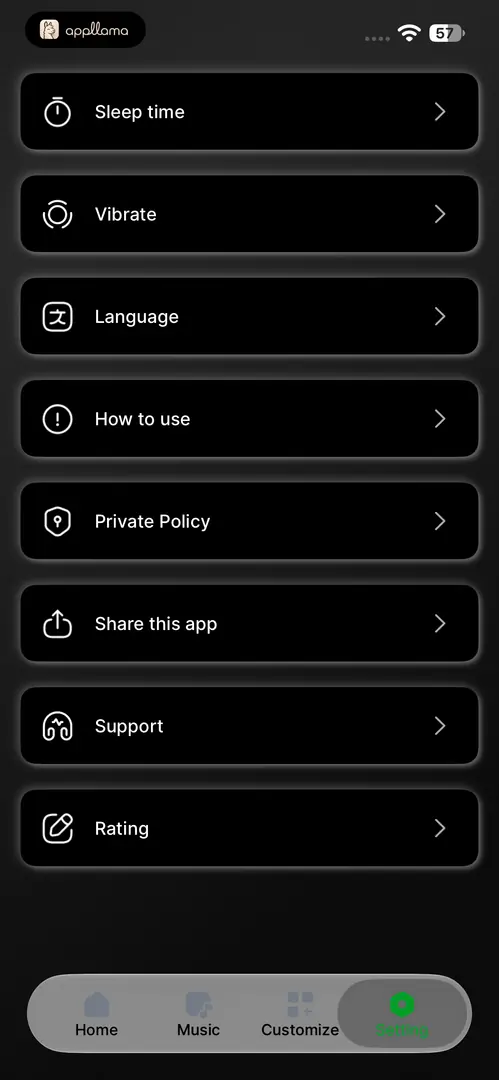 appllama
57
Sleep time
Vibrate
文
Language
How to use
Private Policy
Share this app
Support
Rating
Home
Music
Customize
Setting